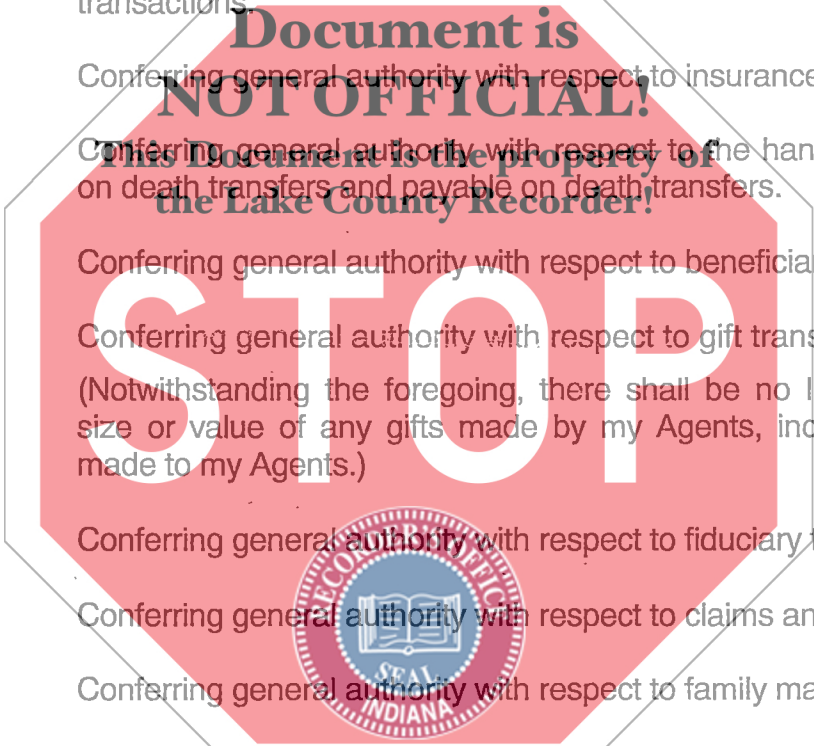 transactions.
Document is
Conferring general authority with respect to insurance
NOT OFFICIAL!
Conferring general authority with respect to the han
This Document is the property of
on death transfers and payable on death transfers.
the Lake County Recorder!
Conferring general authority with respect to beneficiar
STOP
Conferring general authority with respect to gift trans
(Notwithstanding the foregoing, there shall be no l
size or value of any gifts made by my Agents, inc
made to my Agents.)
Conferring general authority with respect to fiduciary t
RECORDER'S OFFICE
Conferring general authority with respect to claims an
SEAL
Conferring general authority with respect to family ma
INDIANA